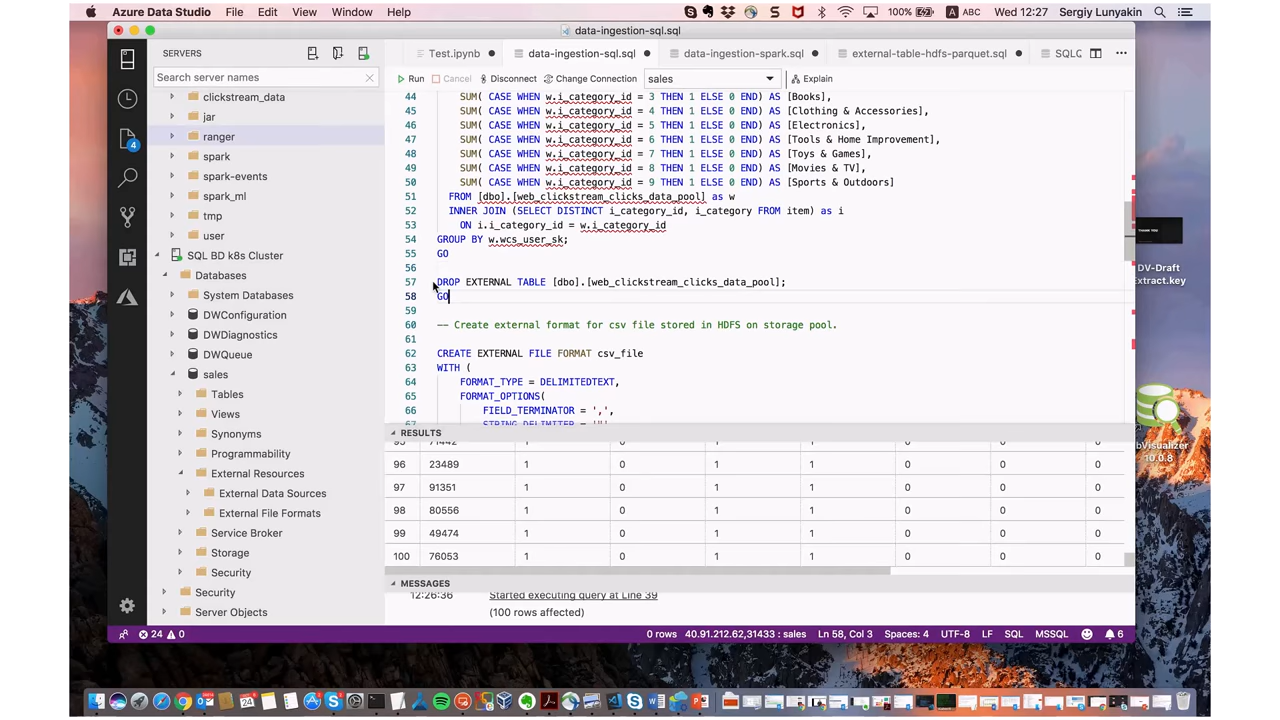 Azure Data Studio File Edit View Window Help
100% ABC Wed 12:27 Sergiy Lunyakin
data-ingestion-sql.sql
SERVERS
Test.ipynb data-ingestion-sql.sql data-ingestion-spark.sql external-table-hdfs-parquet.sql SQLC
Search server names
Run Cancel Disconnect Change Connection sales Explain
clickstream_data
jar
ranger
spark
spark-events
spark_ml
tmp
user
SQL BD k8s Cluster
Databases
System Databases
DWConfiguration
DWDiagnostics
DWQueue
sales
Tables
Views
Synonyms
Programmability
External Resources
External Data Sources
External File Formats
Service Broker
Storage
Security
Security
Server Objects
4
44 SUM( CASE WHEN w.i_category_id = 3 THEN 1 ELSE 0 END) AS [Books],
45 SUM( CASE WHEN w.i_category_id = 4 THEN 1 ELSE 0 END) AS [Clothing & Accessories],
46 SUM( CASE WHEN w.i_category_id = 5 THEN 1 ELSE 0 END) AS [Electronics],
47 SUM( CASE WHEN w.i_category_id = 6 THEN 1 ELSE 0 END) AS [Tools & Home Improvement],
48 SUM( CASE WHEN w.i_category_id = 7 THEN 1 ELSE 0 END) AS [Toys & Games],
49 SUM( CASE WHEN w.i_category_id = 8 THEN 1 ELSE 0 END) AS [Movies & TV],
50 SUM( CASE WHEN w.i_category_id = 9 THEN 1 ELSE 0 END) AS [Sports & Outdoors]
51 FROM [dbo].[web_clickstream_clicks_data_pool] as w
52 INNER JOIN (SELECT DISTINCT i_category_id, i_category FROM item) as i
53 ON i.i_category_id = w.i_category_id
54 GROUP BY w.wcs_user_sk;
55 GO
56
57 DROP EXTERNAL TABLE [dbo].[web_clickstream_clicks_data_pool];
58 GO
59
60 -- Create external format for csv file stored in HDFS on storage pool.
61
62 CREATE EXTERNAL FILE FORMAT csv_file
63 WITH (
64 FORMAT_TYPE = DELIMITEDTEXT,
65 FORMAT_OPTIONS(
66 FIELD_TERMINATOR = ',',
67 STRING_DELIMITER = '"',
RESULTS
95 71442
96 23489 1 0 1 1 0 0 0
97 91351 1 0 1 1 0 0 0
98 80556 1 0 1 1 0 0 0
99 49474 1 0 1 1 0 0 0
100 76053 1 0 1 1 0 0 0
MESSAGES
12:26:36 Started executing query at Line 39
(100 rows affected)
24 0 0 rows 40.91.212.62,31433 : sales Ln 58, Col 3 Spaces: 4 UTF-8 LF SQL MSSQL 6
THANK YOU
DV-Draft
Extract.key
bVisualizer
10.0.8